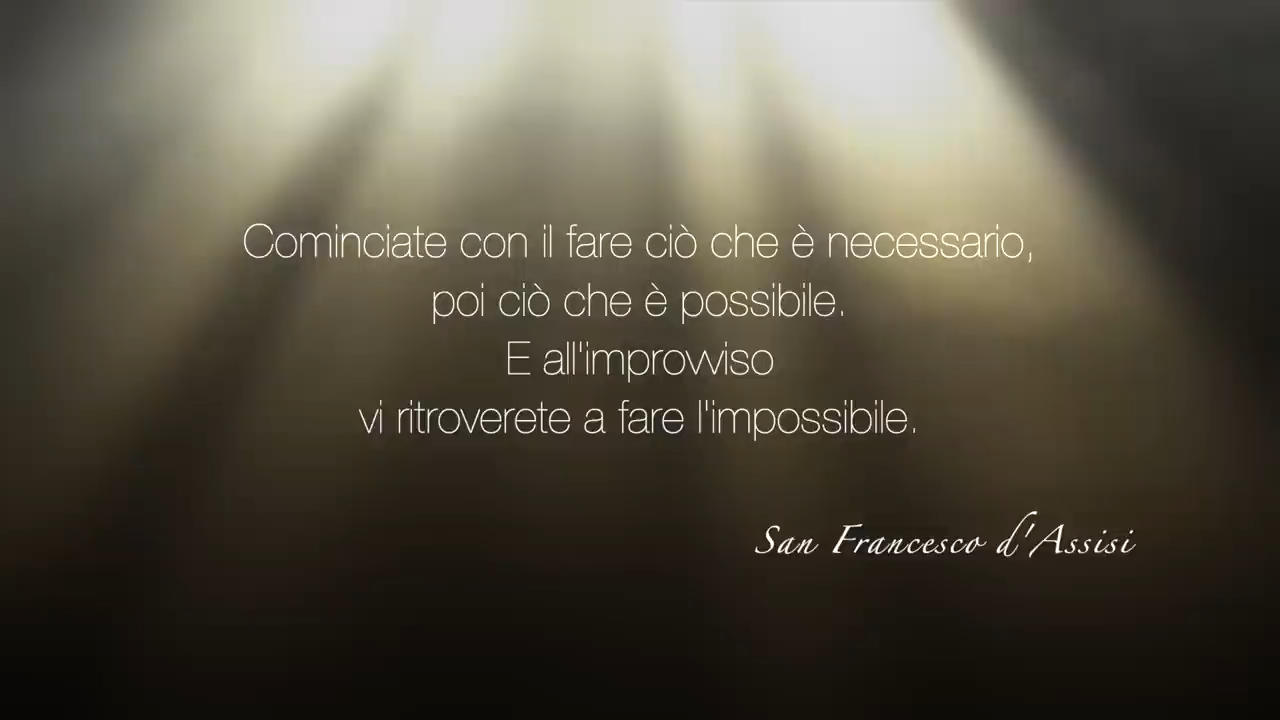 Cominciate con il fare ciò che è necessario,
poi ciò che è possibile.
E all'improvviso
vi ritroverete a fare l'impossibile.
San Francesco d'Assisi